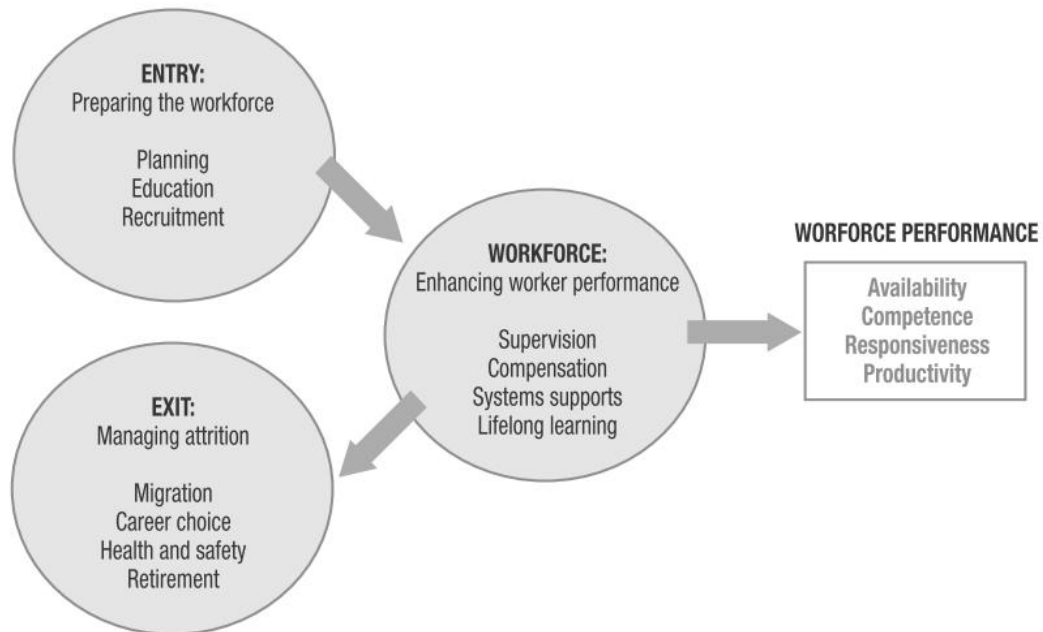 ENTRY:
Preparing the workforce
Planning
Education
Recruitment
WORKFORCE:
Enhancing worker performance
Supervision
Compensation
Systems supports
Lifelong learning
WORFORCE PERFORMANCE
Availability
Competence
Responsiveness
Productivity
EXIT:
Managing attrition
Migration
Career choice
Health and safety
Retirement